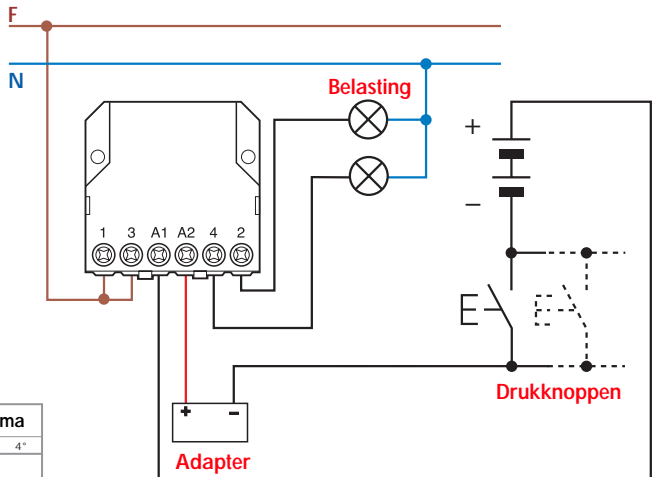 F
N
Belasting
+
−
1 3 A1 A2 4 2
+ −
Drukknoppen
Adapter
ma
4"